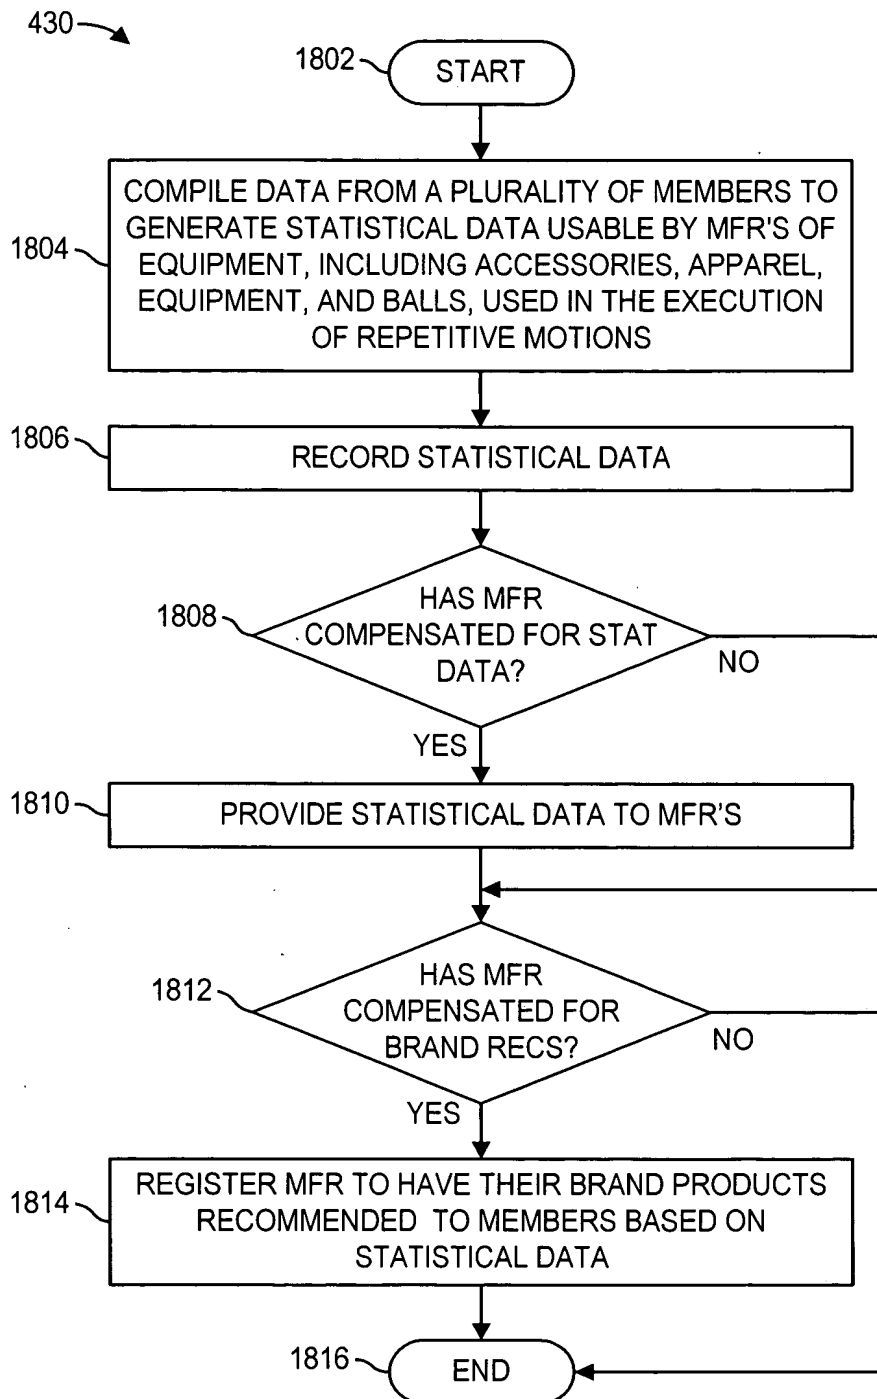 430
1802
START
1804
COMPILE DATA FROM A PLURALITY OF MEMBERS TO
GENERATE STATISTICAL DATA USABLE BY MFR'S OF
EQUIPMENT, INCLUDING ACCESSORIES, APPAREL,
EQUIPMENT, AND BALLS, USED IN THE EXECUTION
OF REPETITIVE MOTIONS
1806
RECORD STATISTICAL DATA
1808
HAS MFR
COMPENSATED FOR STAT
DATA?
NO
YES
1810
PROVIDE STATISTICAL DATA TO MFR'S
1812
HAS MFR
COMPENSATED FOR
BRAND RECS?
NO
YES
1814
REGISTER MFR TO HAVE THEIR BRAND PRODUCTS
RECOMMENDED TO MEMBERS BASED ON
STATISTICAL DATA
1816
END